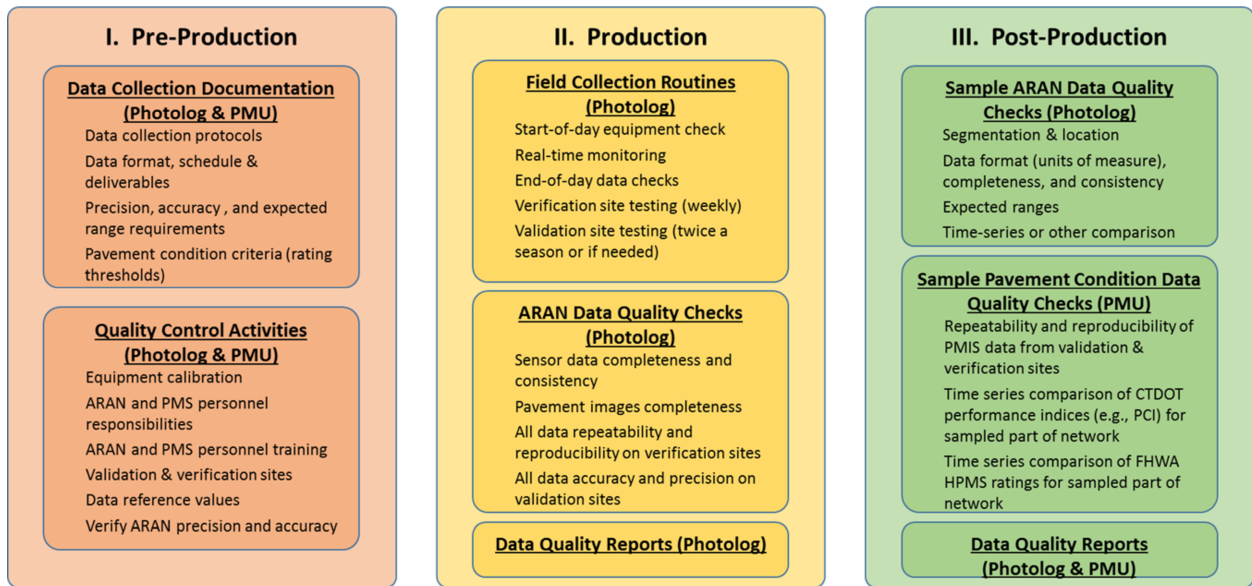 I. Pre-Production
Data Collection Documentation
(Photolog & PMU)
Data collection protocols
Data format, schedule &
deliverables
Precision, accuracy , and expected
range requirements
Pavement condition criteria (rating
thresholds)
Quality Control Activities
(Photolog & PMU)
Equipment calibration
ARAN and PMS personnel
responsibilities
ARAN and PMS personnel training
Validation & verification sites
Data reference values
Verify ARAN precision and accuracy
II. Production
Field Collection Routines
(Photolog)
Start-of-day equipment check
Real-time monitoring
End-of-day data checks
Verification site testing (weekly)
Validation site testing (twice a
season or if needed)
ARAN Data Quality Checks
(Photolog)
Sensor data completeness and
consistency
Pavement images completeness
All data repeatability and
reproducibility on verification sites
All data accuracy and precision on
validation sites
Data Quality Reports (Photolog)
III. Post-Production
Sample ARAN Data Quality
Checks (Photolog)
Segmentation & location
Data format (units of measure),
completeness, and consistency
Expected ranges
Time-series or other comparison
Sample Pavement Condition Data
Quality Checks (PMU)
Repeatability and reproducibility of
PMIS data from validation &
verification sites
Time series comparison of CTDOT
performance indices (e.g., PCI) for
sampled part of network
Time series comparison of FHWA
HPMS ratings for sampled part of
network
Data Quality Reports
(Photolog & PMU)